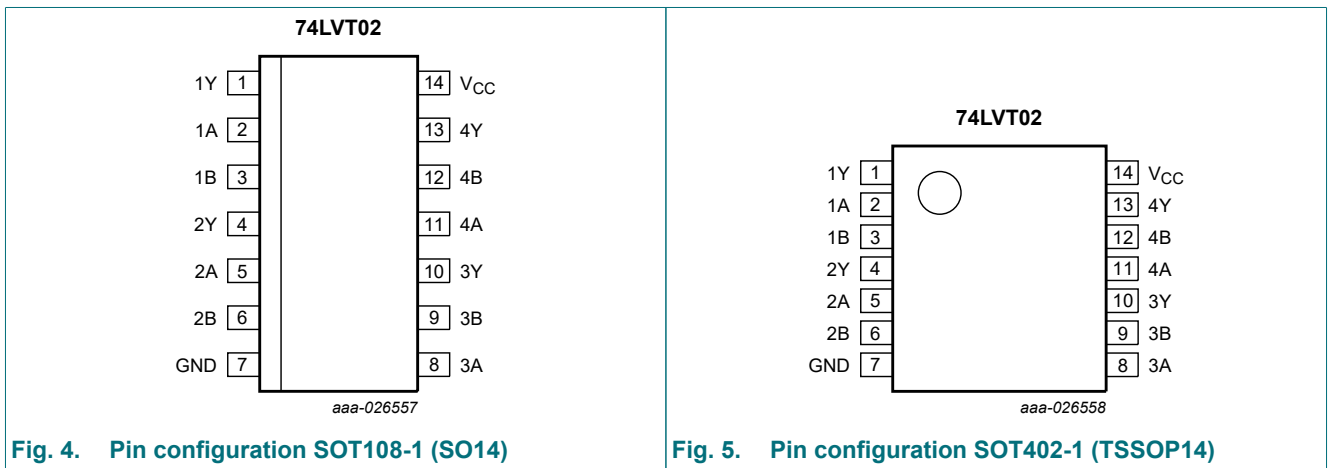 74LVT02
1Y 1 14 VCC
1A 2 13 4Y
1B 3 12 4B
2Y 4 11 4A
2A 5 10 3Y
2B 6 9 3B
GND 7 8 3A
aaa-026557
Fig. 4. Pin configuration SOT108-1 (SO14)
74LVT02
1Y 1 14 VCC
1A 2 13 4Y
1B 3 12 4B
2Y 4 11 4A
2A 5 10 3Y
2B 6 9 3B
GND 7 8 3A
aaa-026558
Fig. 5. Pin configuration SOT402-1 (TSSOP14)